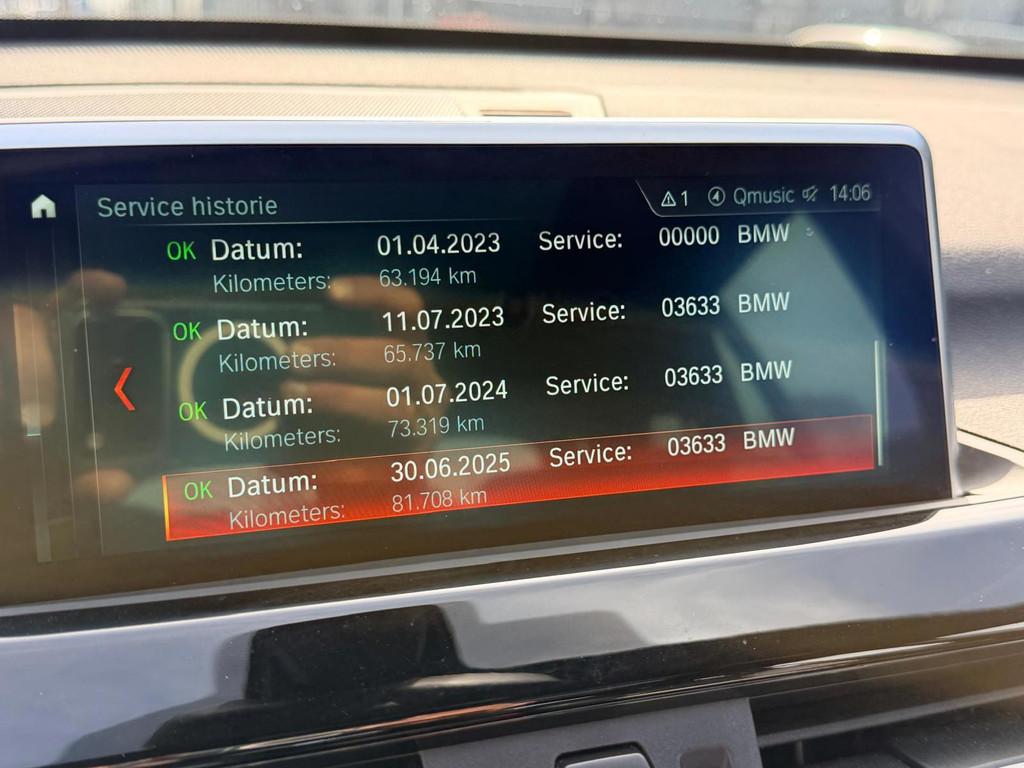 Service historie
1 Qmusic 14:06
OK Datum: 01.04.2023 Service: 00000 BMW
Kilometers: 63.194 km
OK Datum: 11.07.2023 Service: 03633 BMW
Kilometers: 65.737 km
OK Datum: 01.07.2024 Service: 03633 BMW
Kilometers: 73.319 km
OK Datum: 30.06.2025 Service: 03633 BMW
Kilometers: 81.708 km